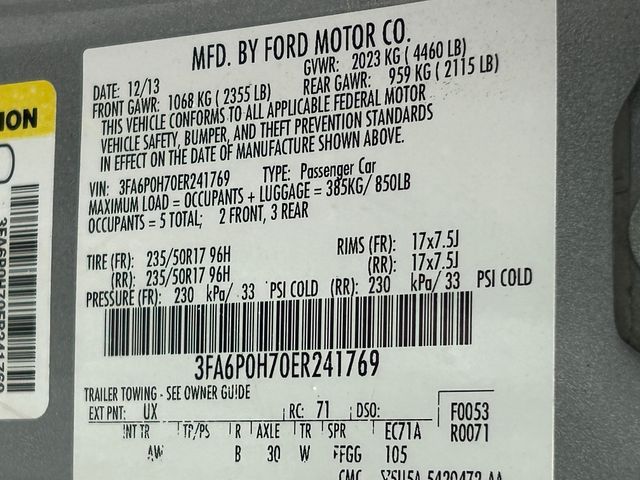 MFD. BY FORD MOTOR CO.
DATE: 12/13 GVWR: 2023 KG ( 4460 LB)
FRONT GAWR: 1068 KG ( 2355 LB) REAR GAWR: 959 KG ( 2115 LB)
THIS VEHICLE CONFORMS TO ALL APPLICABLE FEDERAL MOTOR
VEHICLE SAFETY, BUMPER, AND THEFT PREVENTION STANDARDS
IN EFFECT ON THE DATE OF MANUFACTURE SHOWN ABOVE.
VIN: 3FA6P0H70ER241769 TYPE: Passenger Car
MAXIMUM LOAD = OCCUPANTS + LUGGAGE = 385KG/ 850LB
OCCUPANTS = 5 TOTAL; 2 FRONT, 3 REAR
TIRE (FR): 235/50R17 96H RIMS (FR): 17x7.5J
(RR): 235/50R17 96H (RR): 17x7.5J
PRESSURE (FR): 230 kPa/ 33 PSI COLD (RR): 230 kPa/ 33 PSI COLD
3FA6P0H70ER241769
TRAILER TOWING - SEE OWNER GUIDE
EXT PNT: UX RC: 71 DSO: F0053
INT TR TP/PS R AXLE TR SPR EC71A R0071
AW B 30 W FFGG 105
ION
3FA6P0H70ER241769